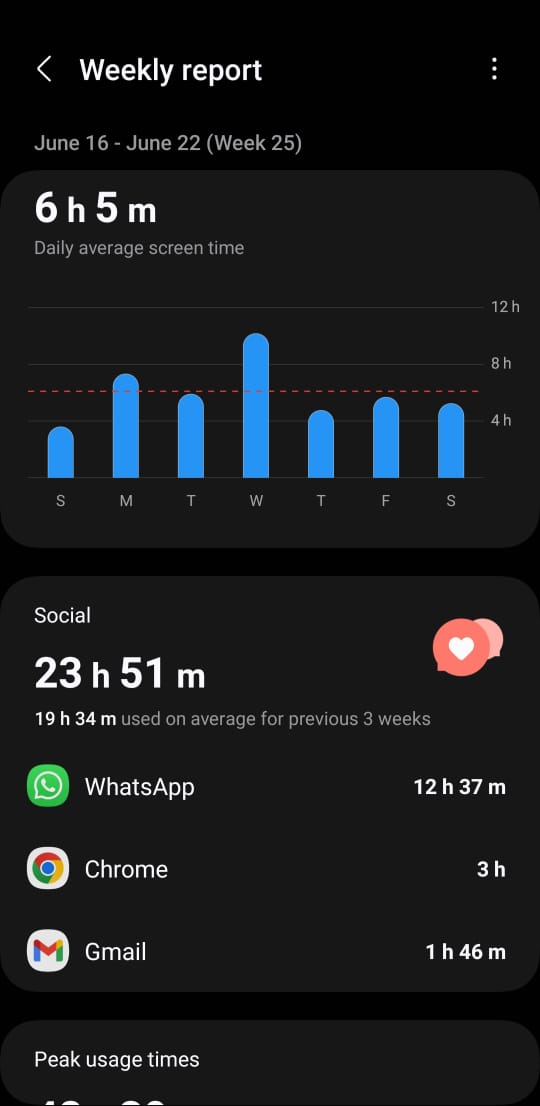 Weekly report
June 16 - June 22 (Week 25)
6 h 5 m
Daily average screen time
12 h
8 h
4 h
S M T W T F S
Social
23 h 51 m
19 h 34 m used on average for previous 3 weeks
WhatsApp 12 h 37 m
Chrome 3 h
Gmail 1 h 46 m
Peak usage times